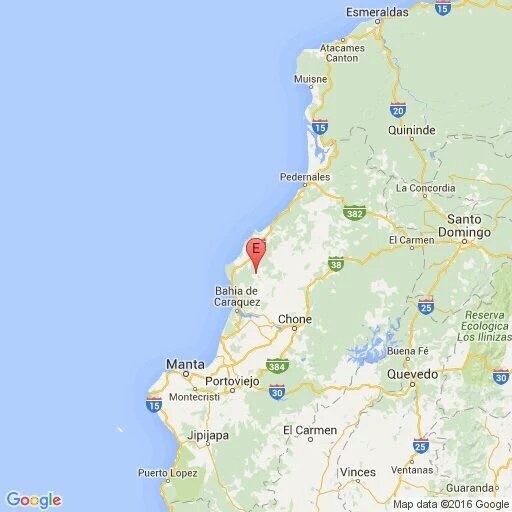 Esmeraldas
15
Atacames
Canton
Muisne
20
15
Quininde
Pedernales
La Concordia
382
Santo
Domingo
El Carmen
E
38
Bahia de
Caraquez
25
Reserva
Ecologica
Los Ilinizas
Chone
Buena Fé
Manta
384
Portoviejo
Quevedo
30
30
Montecristi
15
El Carmen
Jipijapa
25
Puerto Lopez
Vinces
Ventanas
Guaranda
Google
Map data ©2016 Google